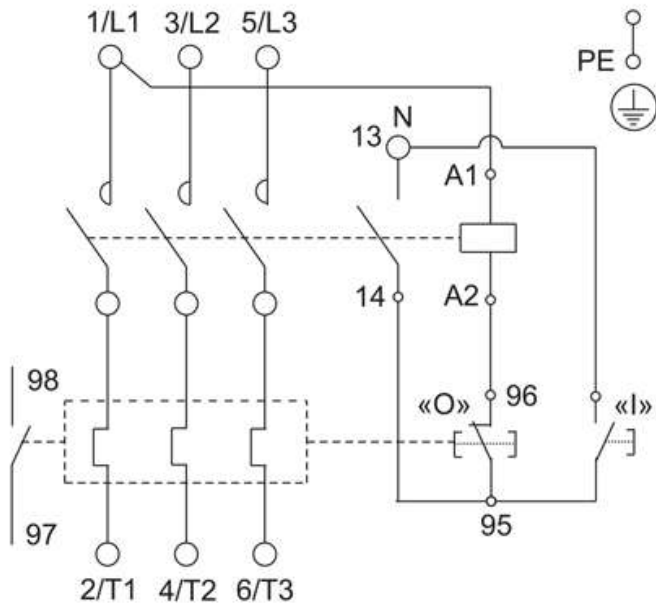 1/L1 3/L2 5/L3
PE
N
13
A1
14
A2
98
«O» 96 «I»
97
95
2/T1 4/T2 6/T3